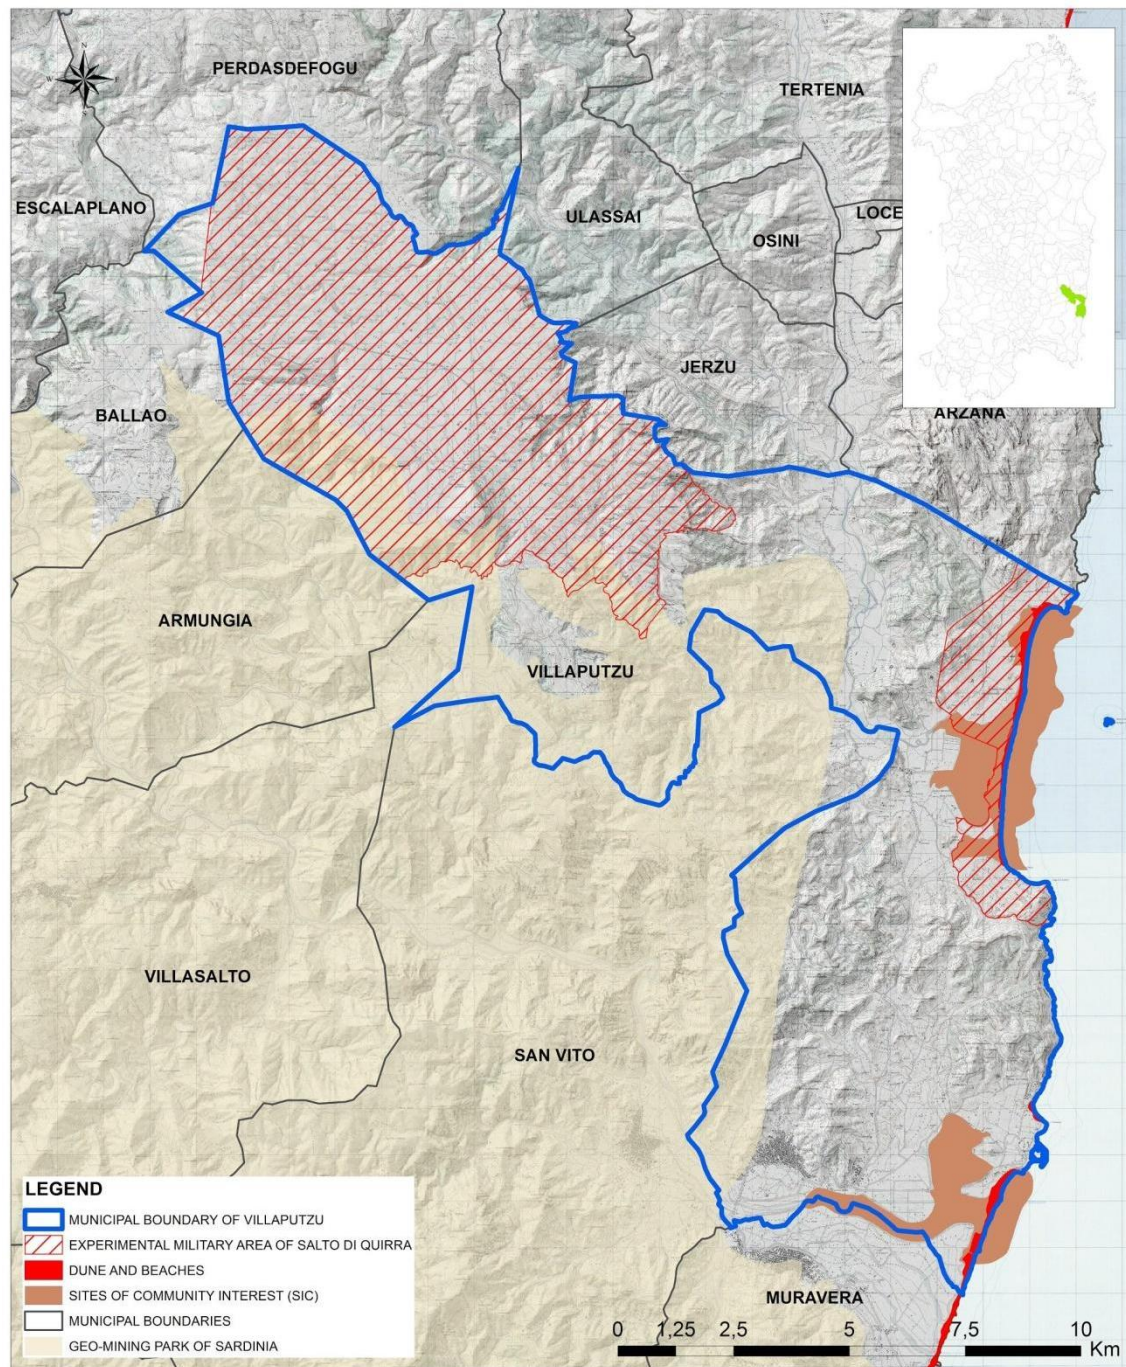 N
W
E
S
PERDASDEFOGU
TERTENIA
ESCALAPLANO
ULASSAI
LOCE
OSINI
JERZU
BALLAO
ARZANA
ARMUNGIA
VILLAPUTZU
VILLASALTO
SAN VITO
MURAVERA
LEGEND
MUNICIPAL BOUNDARY OF VILLAPUTZU
EXPERIMENTAL MILITARY AREA OF SALTO DI QUIRRA
DUNE AND BEACHES
SITES OF COMMUNITY INTEREST (SIC)
MUNICIPAL BOUNDARIES
GEO-MINING PARK OF SARDINIA
0 1,25 2,5 5 7,5 10
Km